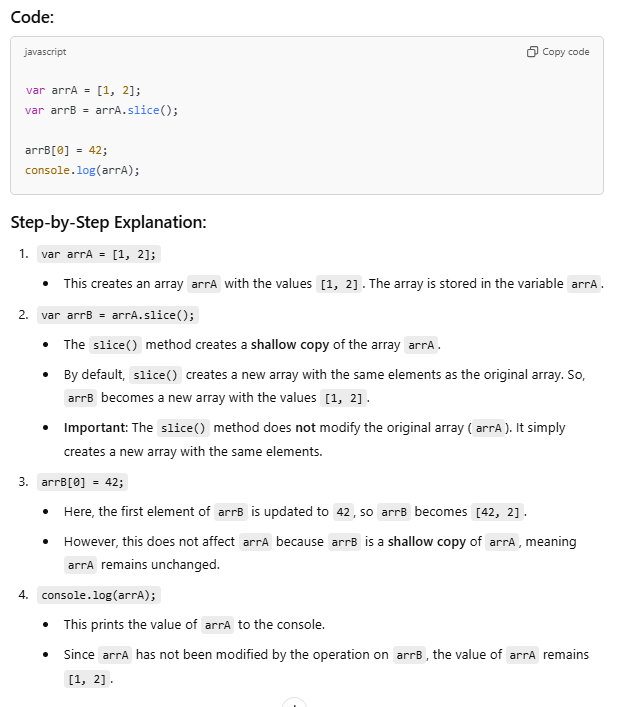 Code:
javascript
Copy code
var arrA = [1, 2];
var arrB = arrA.slice();
arrB[0] = 42;
console.log(arrA);
Step-by-Step Explanation:
1. var arrA = [1, 2];
• This creates an array arrA with the values [1, 2]. The array is stored in the variable arrA.
2. var arrB = arrA.slice();
• The slice() method creates a shallow copy of the array arrA.
• By default, slice() creates a new array with the same elements as the original array. So,
arrB becomes a new array with the values [1, 2].
• Important: The slice() method does not modify the original array (arrA). It simply
creates a new array with the same elements.
3. arrB[0] = 42;
• Here, the first element of arrB is updated to 42, so arrB becomes [42, 2].
• However, this does not affect arrA because arrB is a shallow copy of arrA, meaning
arrA remains unchanged.
4. console.log(arrA);
• This prints the value of arrA to the console.
• Since arrA has not been modified by the operation on arrB, the value of arrA remains
[1, 2].